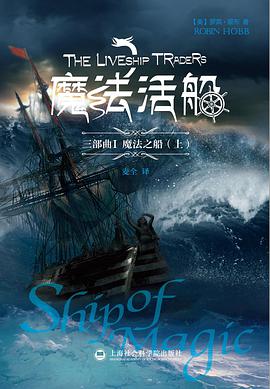 【美】罗宾·霍布 著
ROBIN HOBB
THE LIVESHIP TRADERS
魔法活船
三部曲I 魔法之船（上）
麦全 译
Ship of
Magic
上海社会科学院出版社